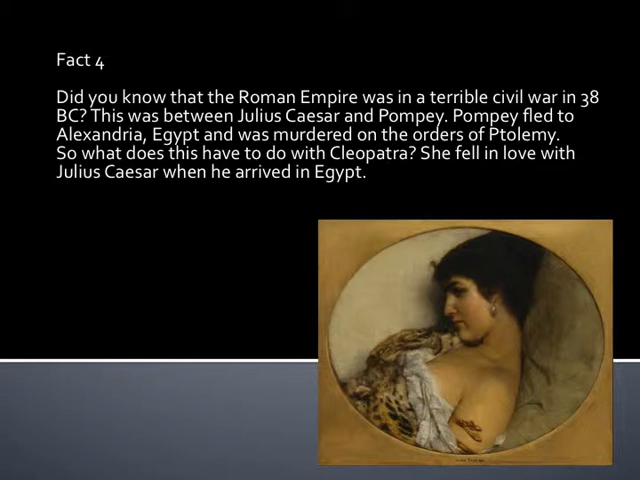 Fact 4
Did you know that the Roman Empire was in a terrible civil war in 38
BC? This was between Julius Caesar and Pompey. Pompey fled to
Alexandria, Egypt and was murdered on the orders of Ptolemy.
So what does this have to do with Cleopatra? She fell in love with
Julius Caesar when he arrived in Egypt.